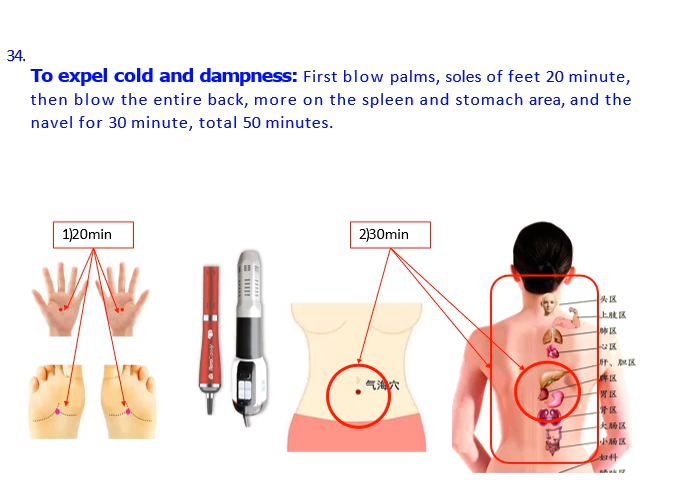 34.
To expel cold and dampness: First blow palms, soles of feet 20 minute,
then blow the entire back, more on the spleen and stomach area, and the
navel for 30 minute, total 50 minutes.
1)20min
2)30min
气海穴
头区
上肢区
肺区
心区
肝、胆区
脾区
胃区
肾区
大肠区
小肠区
妇科